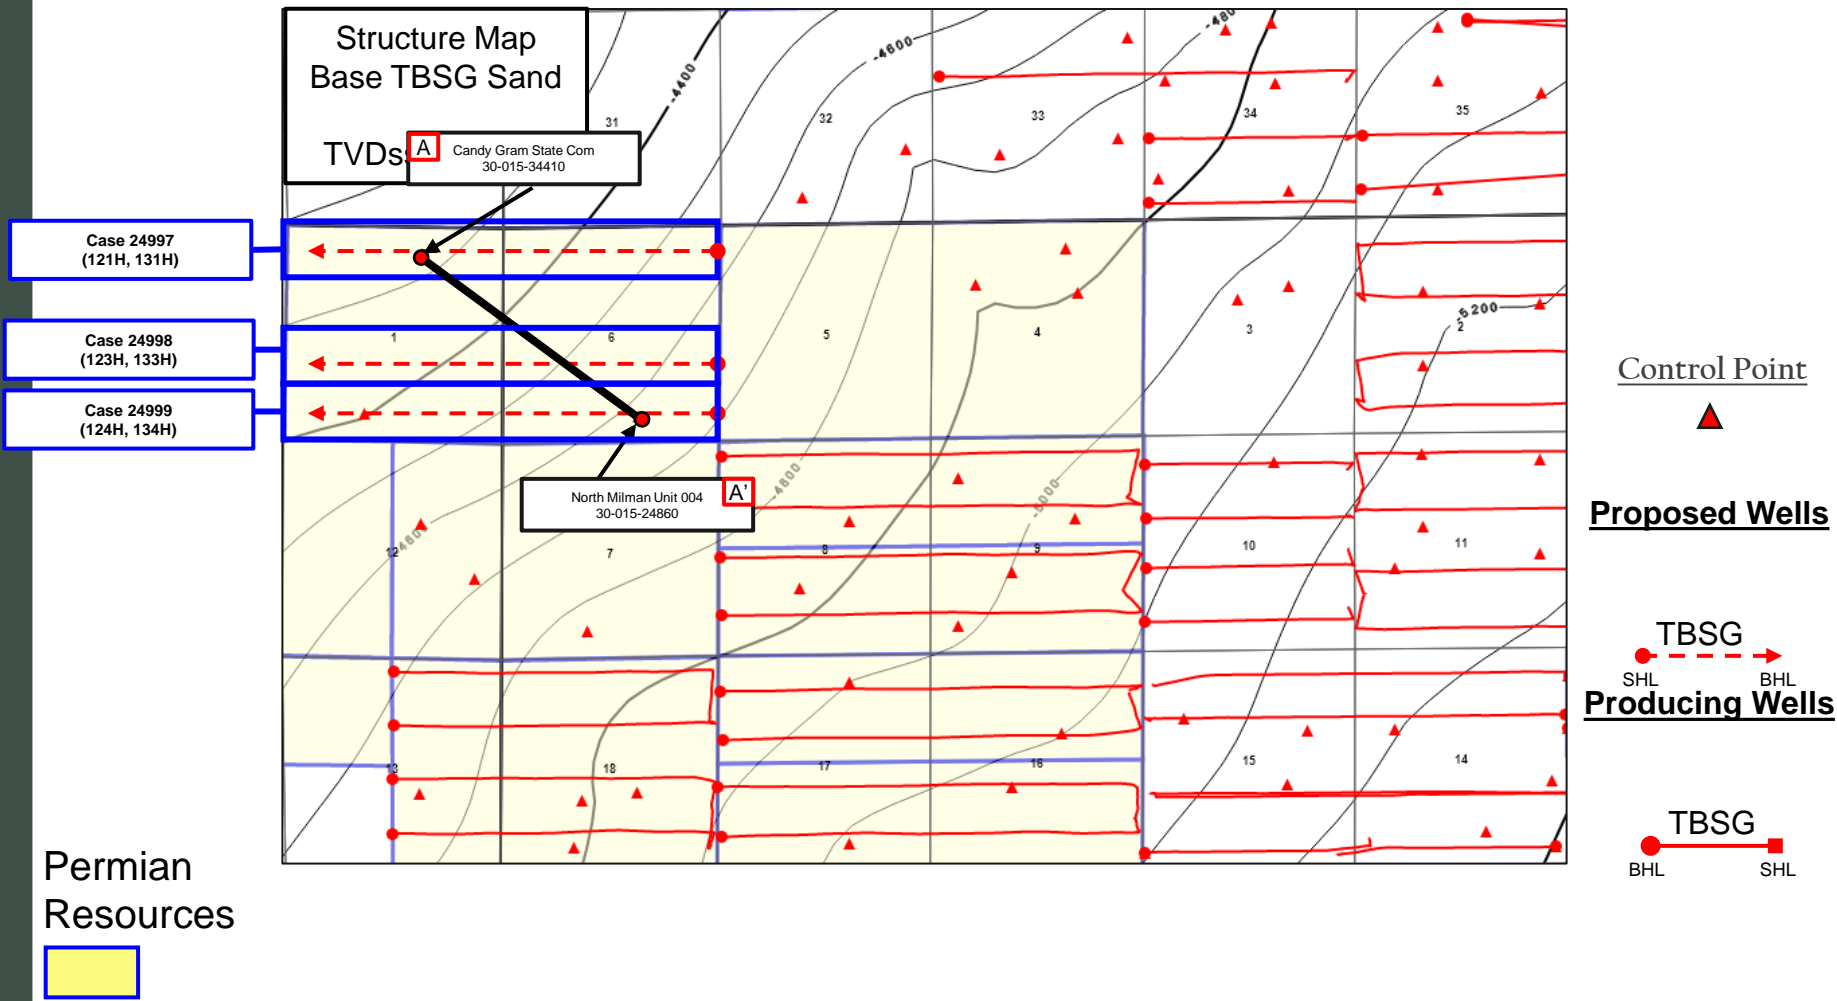 Structure Map
Base TBSG Sand
TVDs
A
Candy Gram State Com
30-015-34410
Case 24997
(121H, 131H)
Case 24998
(123H, 133H)
Case 24999
(124H, 134H)
North Milman Unit 004
30-015-24860
A'
31
32
33
34
35
1
6
5
4
3
2
12
7
8
9
10
11
13
18
17
16
15
14
-4400
-4600
-480
-5200
-4800
-5000
-4600
Control Point
Proposed Wells
TBSG
SHL
BHL
Producing Wells
TBSG
BHL
SHL
Permian
Resources